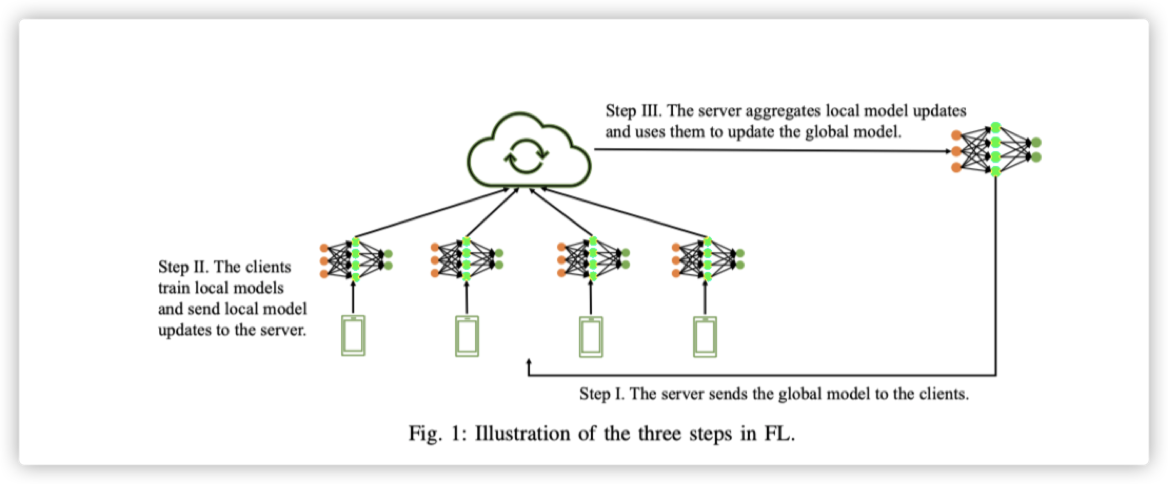 Step III. The server aggregates local model updates
and uses them to update the global model.
Step II. The clients
train local models
and send local model
updates to the server.
Step I. The server sends the global model to the clients.
Fig. 1: Illustration of the three steps in FL.